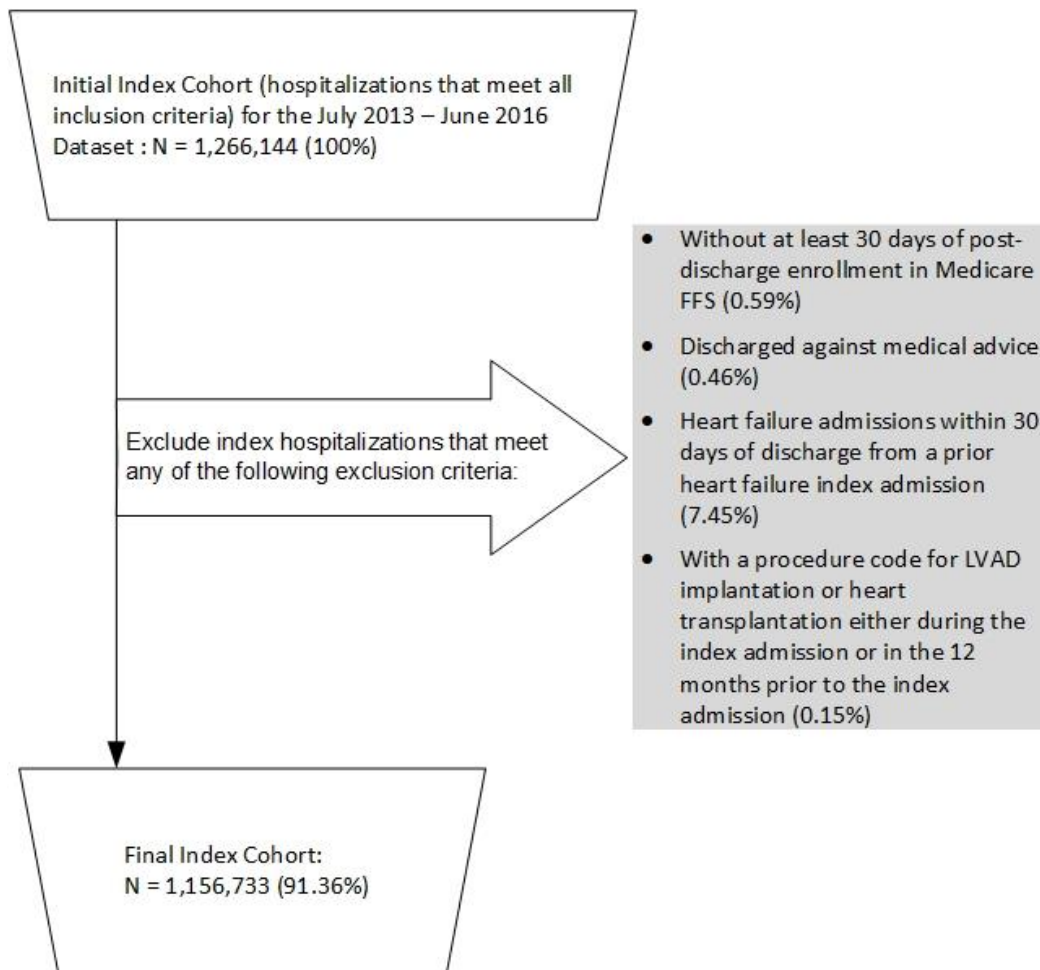 Initial Index Cohort (hospitalizations that meet all
inclusion criteria) for the July 2013 – June 2016
Dataset : N = 1,266,144 (100%)
Exclude index hospitalizations that meet
any of the following exclusion criteria:
• Without at least 30 days of post-
discharge enrollment in Medicare
FFS (0.59%)
• Discharged against medical advice
(0.46%)
• Heart failure admissions within 30
days of discharge from a prior
heart failure index admission
(7.45%)
• With a procedure code for LVAD
implantation or heart
transplantation either during the
index admission or in the 12
months prior to the index
admission (0.15%)
Final Index Cohort:
N = 1,156,733 (91.36%)